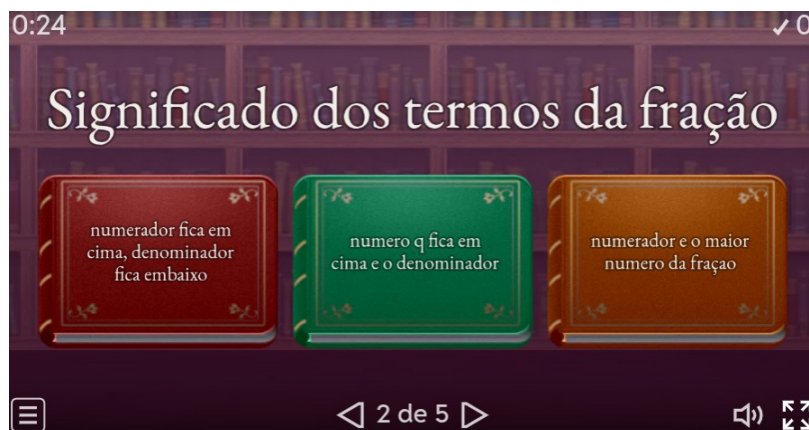 0:24
✓ 0
Significado dos termos da fração
numerador fica em
cima, denominador
fica embaixo
numero q fica em
cima e o denominador
numerador e o maior
numero da fraçao
2 de 5